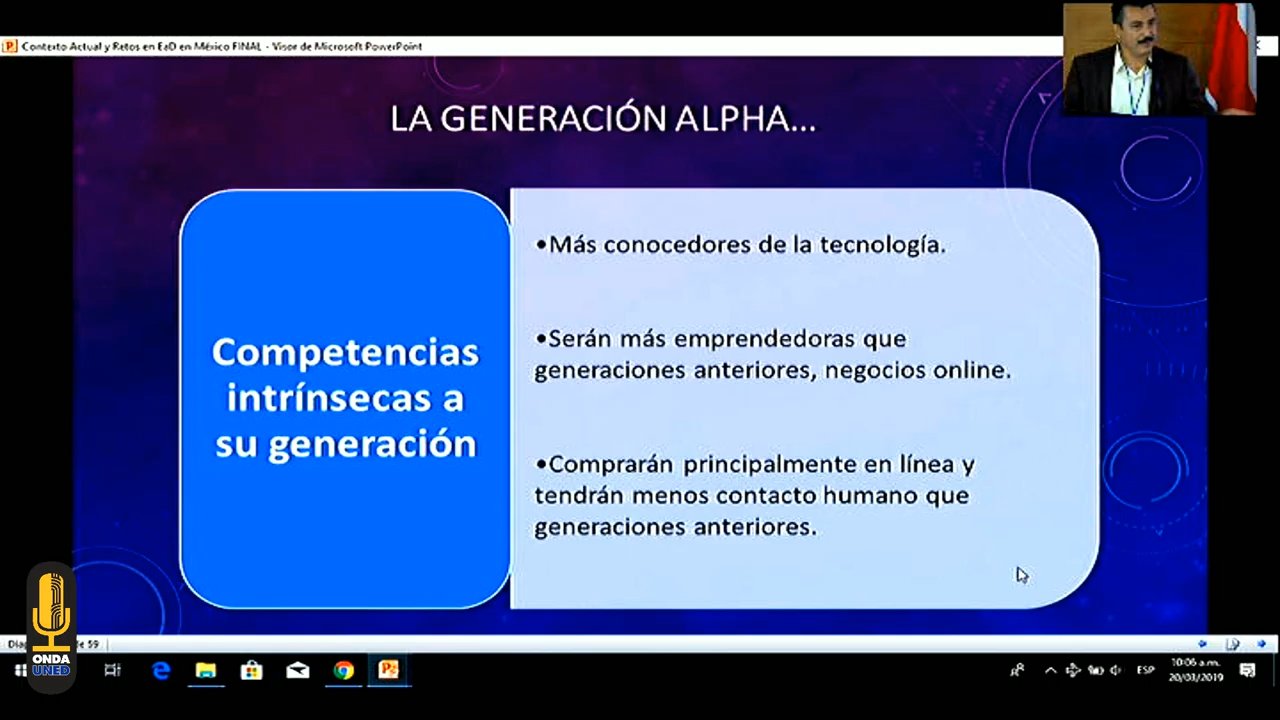 Contexto Actual y Retos en EaD en México FINAL - Visor de Microsoft PowerPoint
LA GENERACIÓN ALPHA...
Competencias
intrínsecas a
su generación
•Más conocedores de la tecnología.
•Serán más emprendedoras que
generaciones anteriores, negocios online.
•Comprarán principalmente en línea y
tendrán menos contacto humano que
generaciones anteriores.
de 59
ONDA
UNED
ESP
10:06 a.m.
20/03/2019